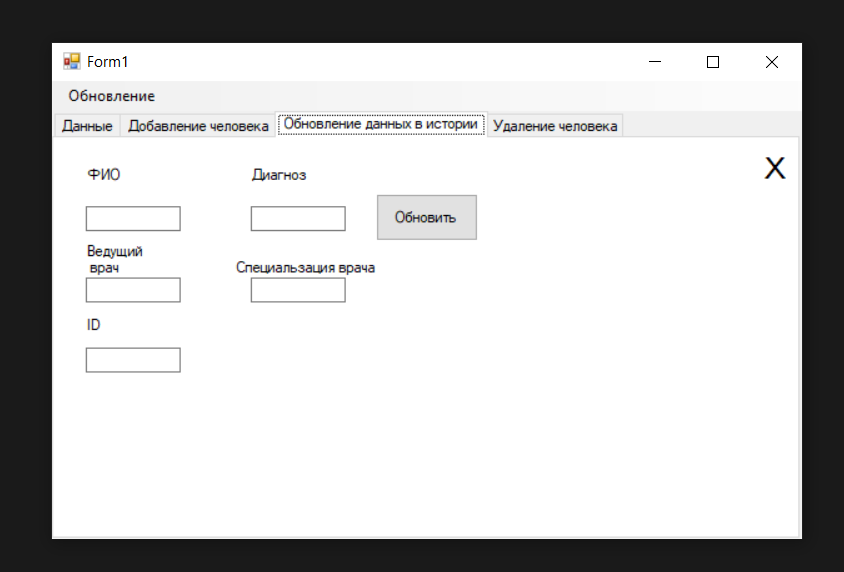 Form1
Обновление
Данные Добавление человека Обновление данных в истории Удаление человека
X
ФИО Диагноз
Обновить
Ведущий
врач
Специальзация врача
ID